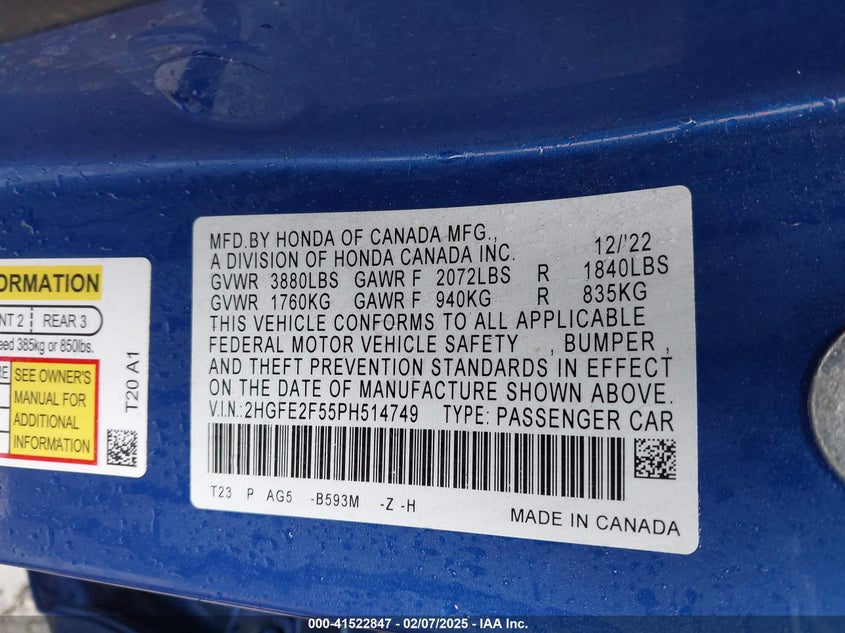 ORMATION
NT 2 | REAR 3
eed 385kg or 850lbs.
RE
SEE OWNER'S
MANUAL FOR
ADDITIONAL
INFORMATION
T20 A1
MFD.BY HONDA OF CANADA MFG., 12/'22
A DIVISION OF HONDA CANADA INC.
GVWR 3880LBS GAWR F 2072LBS R 1840LBS
GVWR 1760KG GAWR F 940KG R 835KG
THIS VEHICLE CONFORMS TO ALL APPLICABLE
FEDERAL MOTOR VEHICLE SAFETY , BUMPER ,
AND THEFT PREVENTION STANDARDS IN EFFECT
ON THE DATE OF MANUFACTURE SHOWN ABOVE.
V.I.N.:2HGFE2F55PH514749 TYPE: PASSENGER CAR
T23 P AG5 -B593M -Z -H
MADE IN CANADA
000-41522847 - 02/07/2025 - IAA Inc.